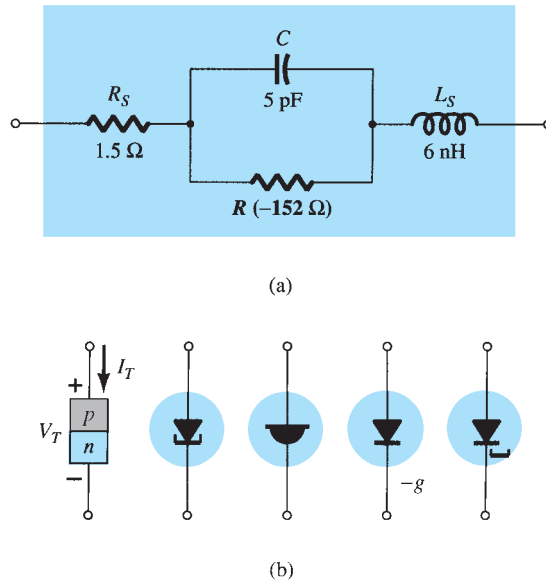 C
5 pF
R_S
1.5 Ω
L_S
6 nH
R (−152 Ω)
(a)
I_T
+
p
V_T
n
−
−g
(b)